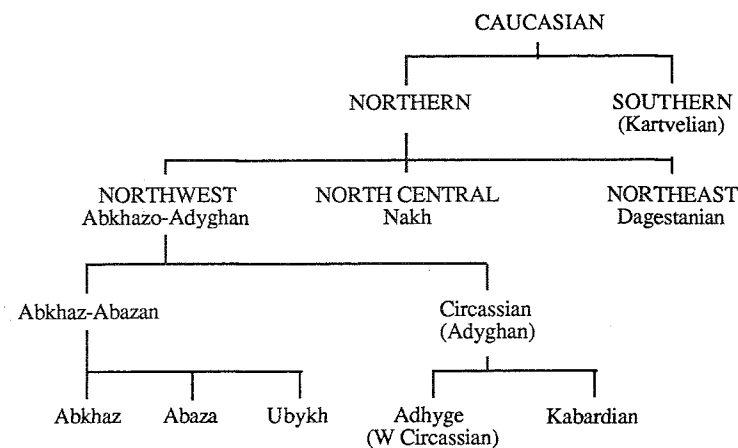 CAUCASIAN
NORTHERN
SOUTHERN
(Kartvelian)
NORTHWEST
Abkhazo-Adyghan
NORTH CENTRAL
Nakh
NORTHEAST
Dagestanian
Abkhaz-Abazan
Circassian
(Adyghan)
Abkhaz
Abaza
Ubykh
Adhyge
(W Circassian)
Kabardian